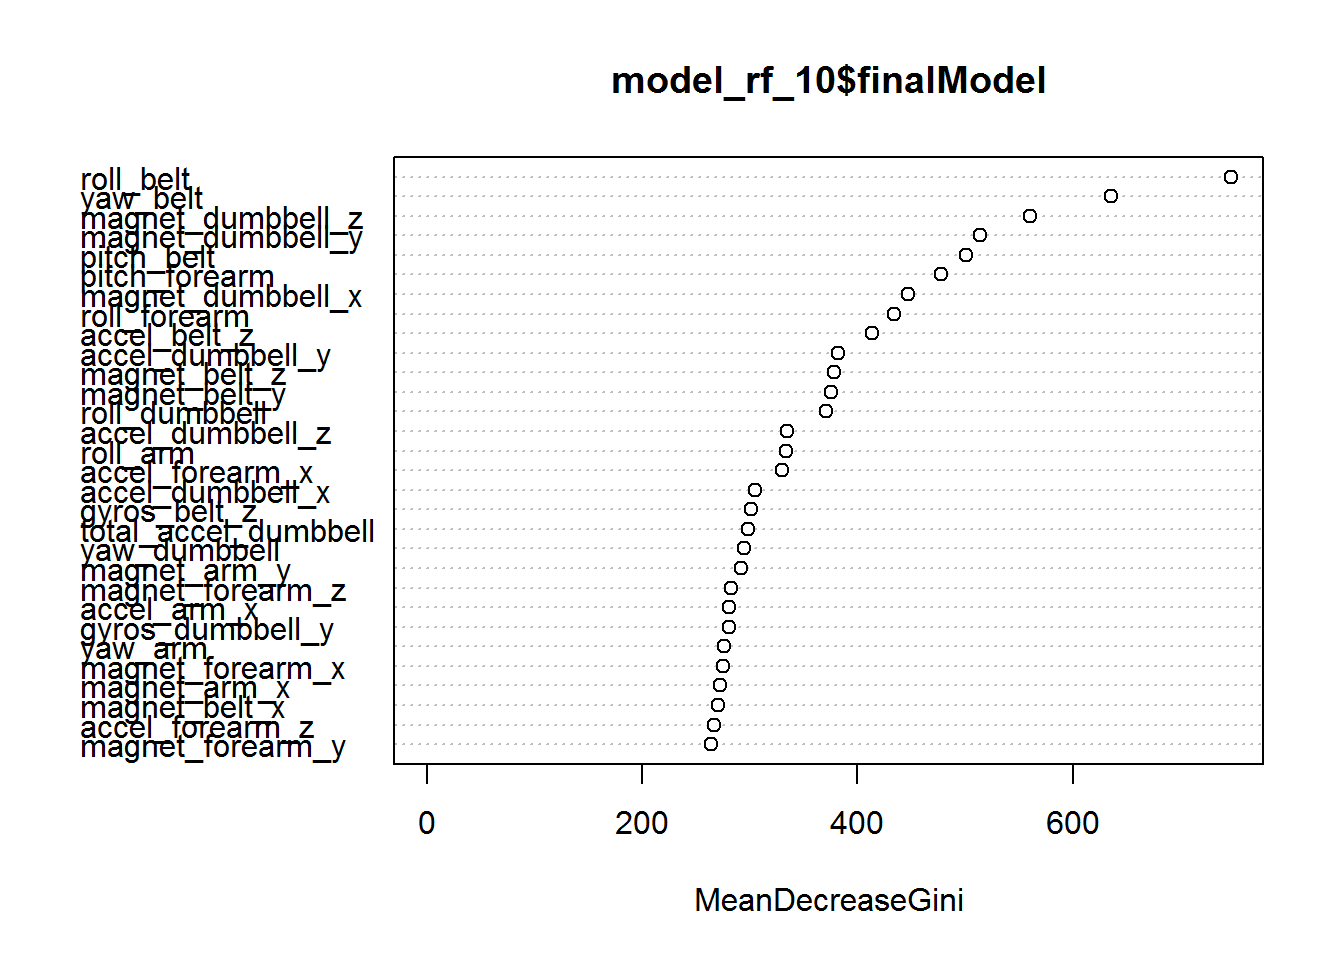 model_rf_10$finalModel
roll_belt
yaw_belt
magnet_dumbbell_z
magnet_dumbbell_y
pitch_belt
pitch_forearm
magnet_dumbbell_x
roll_forearm
accel_belt_z
accel_dumbbell_y
magnet_belt_z
magnet_belt_y
roll_dumbbell
accel_dumbbell_z
roll_arm
accel_forearm_x
accel_dumbbell_x
gyros_belt_z
total_accel_dumbbell
yaw_dumbbell
magnet_arm_y
magnet_forearm_z
accel_arm_x
gyros_dumbbell_y
yaw_arm
magnet_forearm_x
magnet_arm_x
magnet_belt_x
accel_forearm_z
magnet_forearm_y
0 200 400 600
MeanDecreaseGini